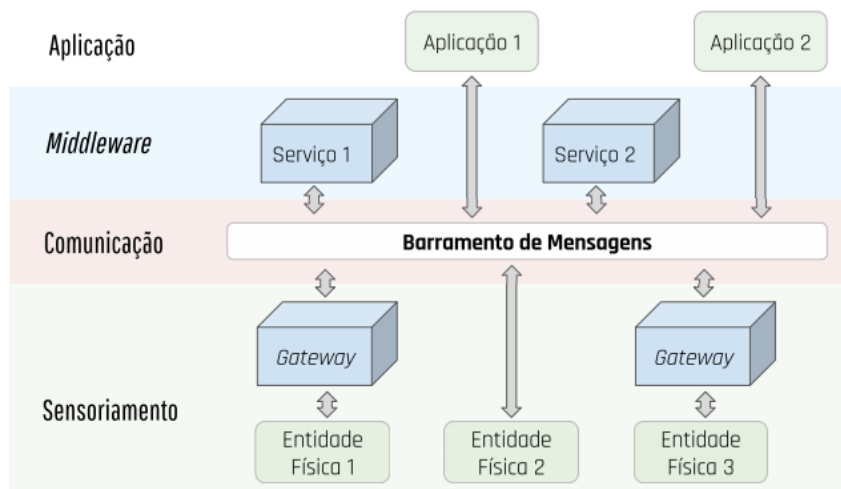 Aplicação
Aplicação 1
Aplicação 2
Middleware
Serviço 1
Serviço 2
Comunicação
Barramento de Mensagens
Sensoriamento
Gateway
Gateway
Entidade
Física 1
Entidade
Física 2
Entidade
Física 3